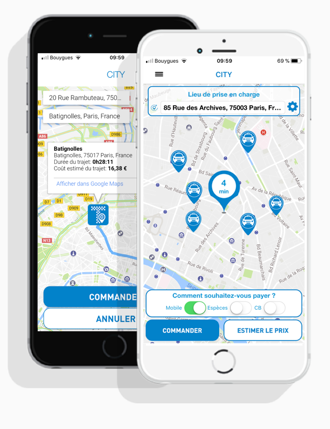 Bouygues 09:59
CITY
20 Rue Rambuteau, 750...
Batignolles, Paris, France
Batignolles
Batignolles, 75017 Paris, France
Durée du trajet: 0h28:11
Coût estimé du trajet: 16,38 €
Afficher dans Google Maps
COMMANDE
ANNULER
Bouygues 09:59 69 %
CITY
Lieu de prise en charge
85 Rue des Archives, 75003 Paris, Fr...
4
min
Comment souhaitez-vous payer ?
Mobile Espèces CB
COMMANDER ESTIMER LE PRIX